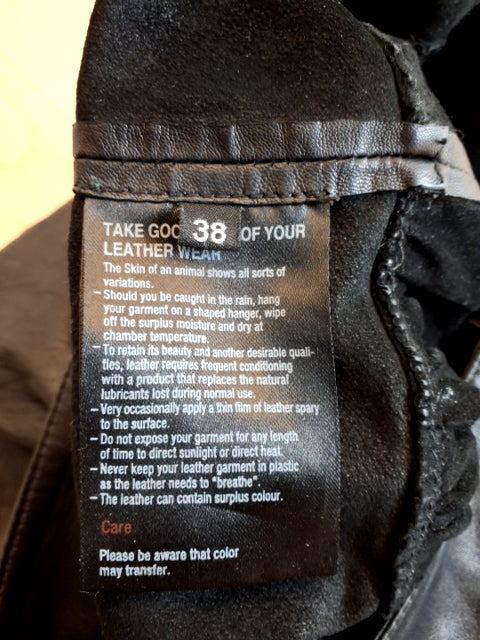 TAKE GOO 38 OF YOUR
LEATHER WEAR
The Skin of an animal shows all sorts of
variations.
– Should you be caught in the rain, hang
your garment on a shaped hanger, wipe
off the surplus moisture and dry at
chamber temperature.
– To retain its beauty and another desirable quali-
ties, leather requires frequent conditioning
with a product that replaces the natural
lubricants lost during normal use.
– Very occasionally apply a thin film of leather spary
to the surface.
– Do not expose your garment for any length
of time to direct sunlight or direct heat.
– Never keep your leather garment in plastic
as the leather needs to "breathe".
– The leather can contain surplus colour.
Care
Please be aware that color
may transfer.